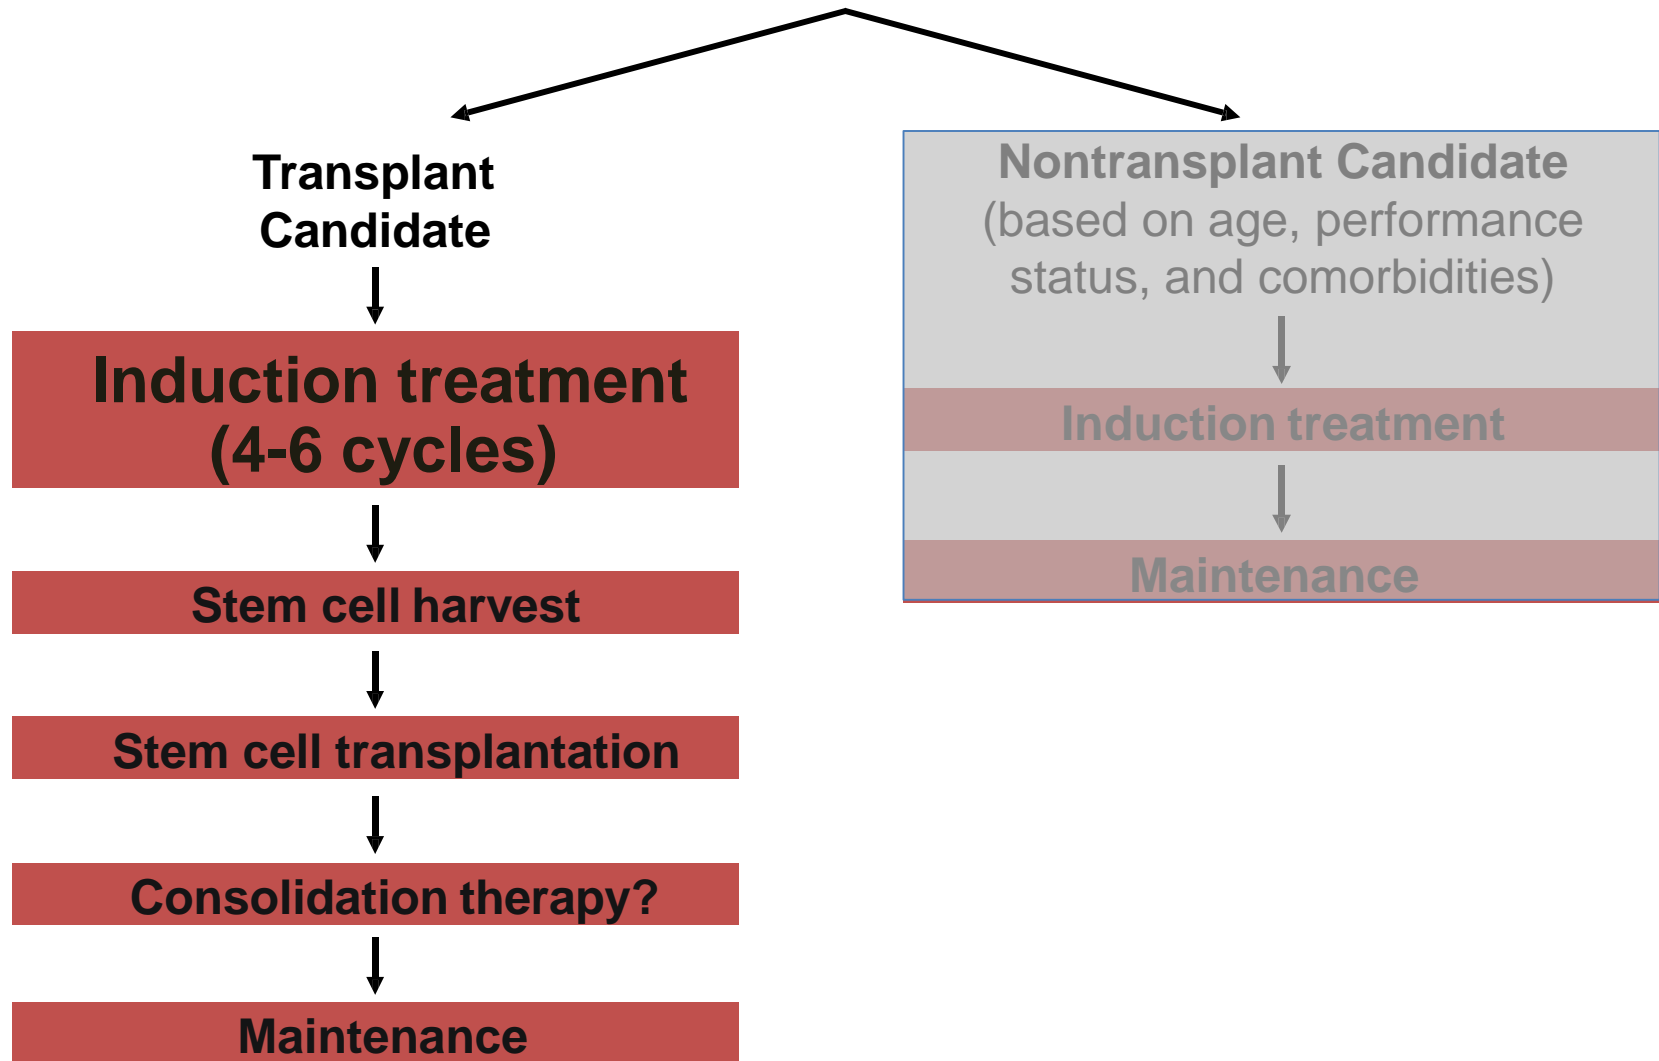 Transplant
Candidate
Induction treatment
(4-6 cycles)
Stem cell harvest
Stem cell transplantation
Consolidation therapy?
Maintenance
Nontransplant Candidate
(based on age, performance
status, and comorbidities)
Induction treatment
Maintenance